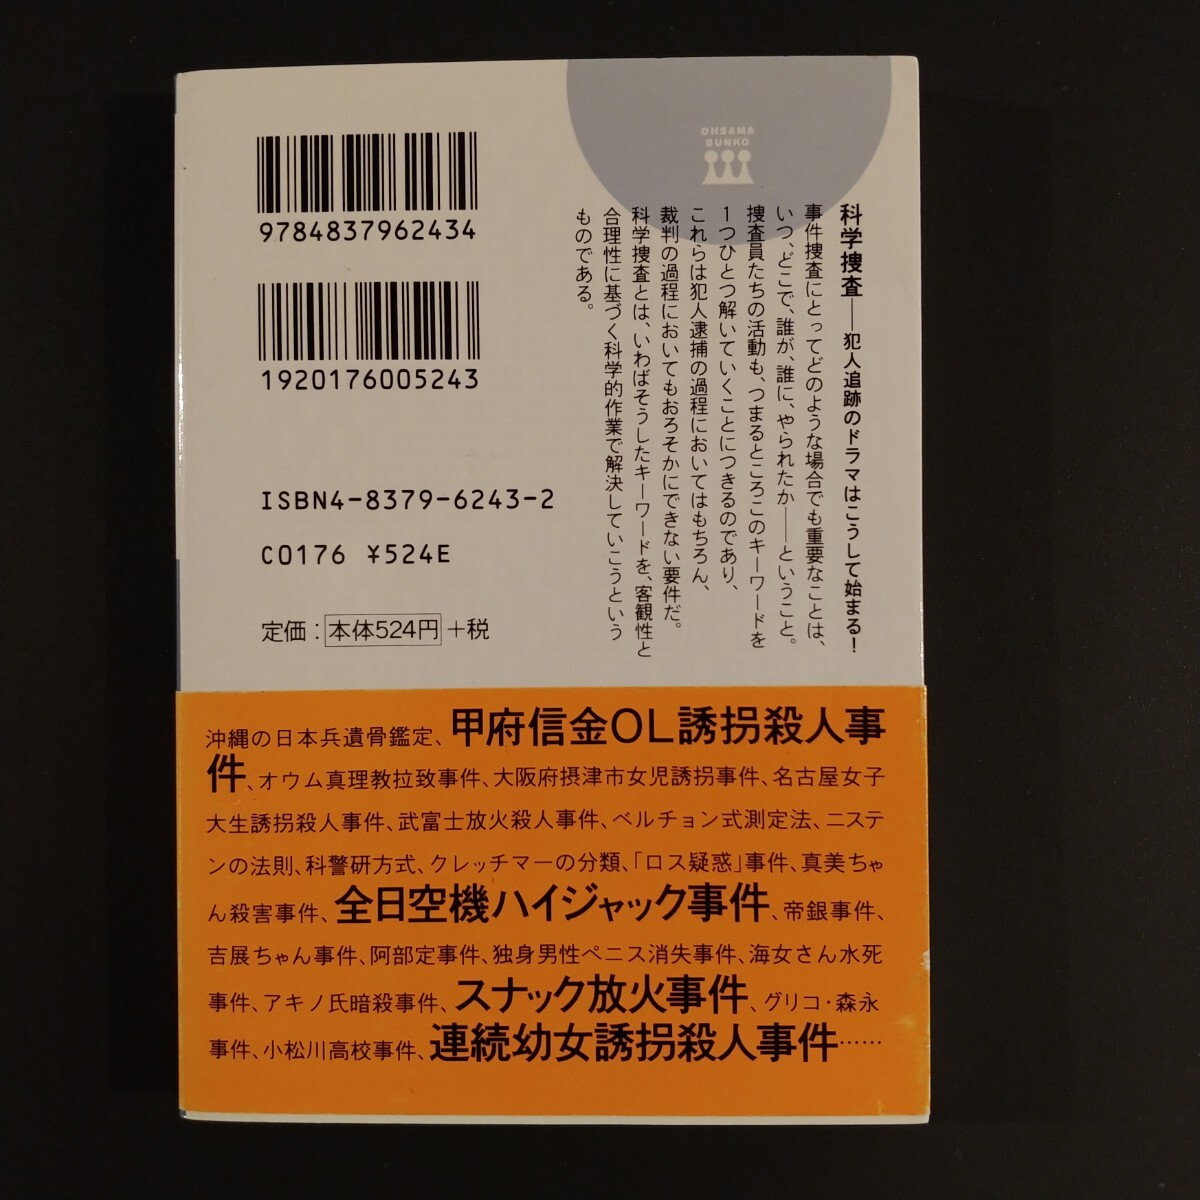 OHSAMA
BUNKO
科学捜査──犯人追跡のドラマはこうして始まる！
事件捜査にとってどのような場合でも重要なことは、
いつ、どこで、誰が、誰に、やられたか──ということ。
捜査員たちの活動も、つまるところこのキーワードを
1つひとつ解いていくことにつきるのであり、
これらは犯人逮捕の過程においてはもちろん、
裁判の過程においてもおろそかにできない要件だ。
科学捜査とは、いわばそうしたキーワードを、客観性と
合理性に基づく科学的作業で解決していこうという
ものである。
9784837962434
1920176005243
ISBN4-8379-6243-2
C0176 ¥524E
定価：本体524円＋税
沖縄の日本兵遺骨鑑定、甲府信金OL誘拐殺人事
件、オウム真理教拉致事件、大阪府摂津市女児誘拐事件、名古屋女子
大生誘拐殺人事件、武富士放火殺人事件、ベルチョン式測定法、ニステ
ンの法則、科警研方式、クレッチマーの分類、「ロス疑惑」事件、真美ちゃ
ん殺害事件、全日空機ハイジャック事件、帝銀事件、
吉展ちゃん事件、阿部定事件、独身男性ペニス消失事件、海女さん水死
事件、アキノ氏暗殺事件、スナック放火事件、グリコ・森永
事件、小松川高校事件、連続幼女誘拐殺人事件……